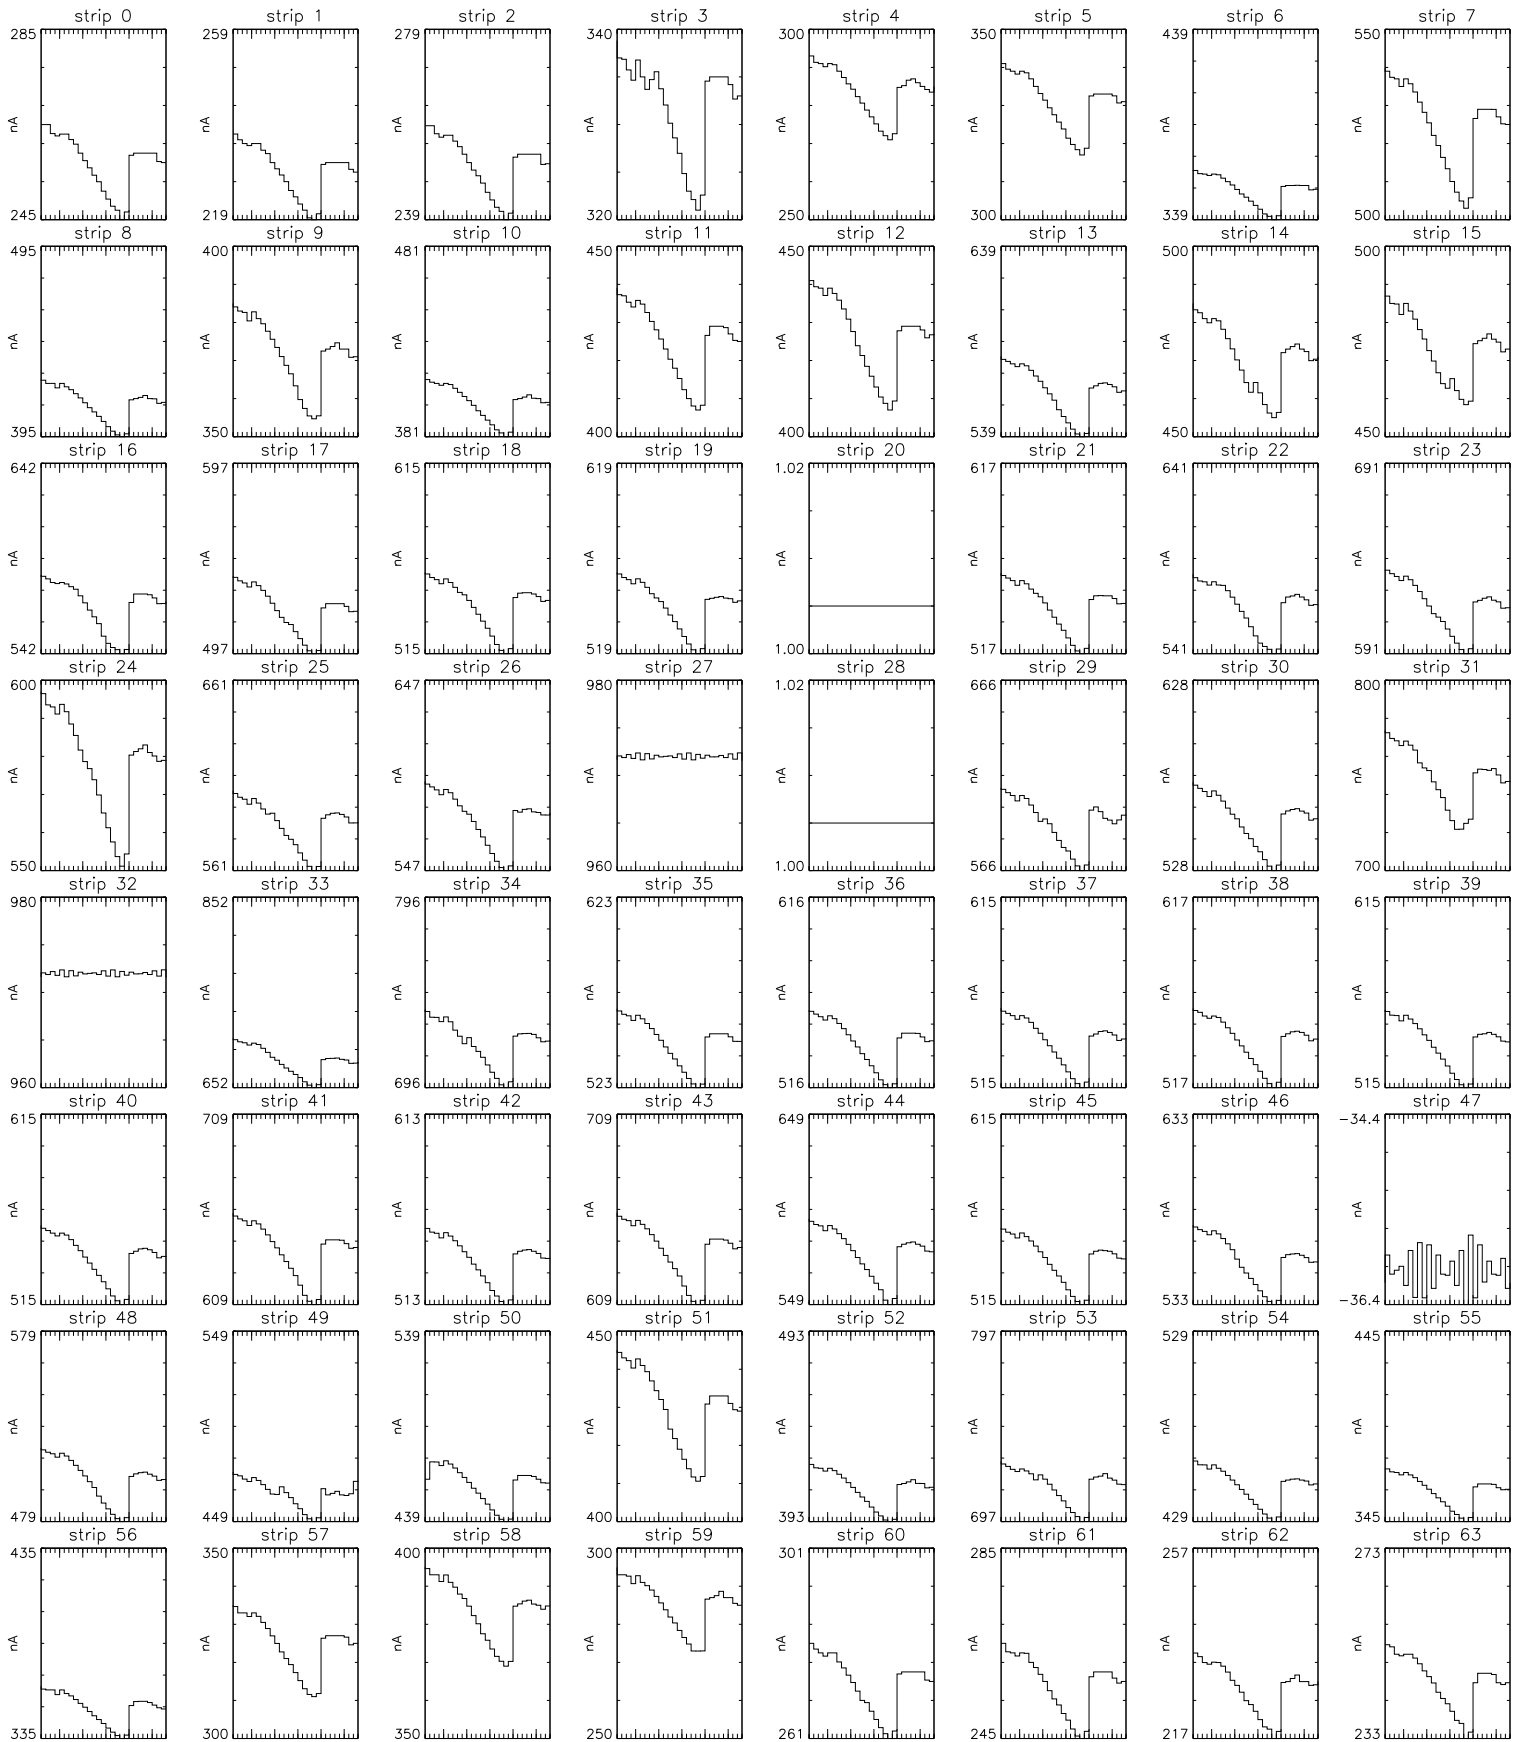 strip 0 strip 1 strip 2 strip 3 strip 4 strip 5 strip 6 strip 7
285 259 279 340 300 350 439 550
nA nA nA nA nA nA nA nA
245 219 239 320 250 300 339 500
strip 8 strip 9 strip 10 strip 11 strip 12 strip 13 strip 14 strip 15
495 400 481 450 450 639 500 500
nA nA nA nA nA nA nA nA
395 350 381 400 400 539 450 450
strip 16 strip 17 strip 18 strip 19 strip 20 strip 21 strip 22 strip 23
642 597 615 619 1.02 617 641 691
nA nA nA nA nA nA nA nA
542 497 515 519 1.00 517 541 591
strip 24 strip 25 strip 26 strip 27 strip 28 strip 29 strip 30 strip 31
600 661 647 980 1.02 666 628 800
nA nA nA nA nA nA nA nA
550 561 547 960 1.00 566 528 700
strip 32 strip 33 strip 34 strip 35 strip 36 strip 37 strip 38 strip 39
980 852 796 623 616 615 617 615
nA nA nA nA nA nA nA nA
960 652 696 523 516 515 517 515
strip 40 strip 41 strip 42 strip 43 strip 44 strip 45 strip 46 strip 47
615 709 613 709 649 615 633 −34.4
nA nA nA nA nA nA nA nA
515 609 513 609 549 515 533 −36.4
strip 48 strip 49 strip 50 strip 51 strip 52 strip 53 strip 54 strip 55
579 549 539 450 493 797 529 445
nA nA nA nA nA nA nA nA
479 449 439 400 393 697 429 345
strip 56 strip 57 strip 58 strip 59 strip 60 strip 61 strip 62 strip 63
435 350 400 300 301 285 257 273
nA nA nA nA nA nA nA nA
335 300 350 250 261 245 217 233